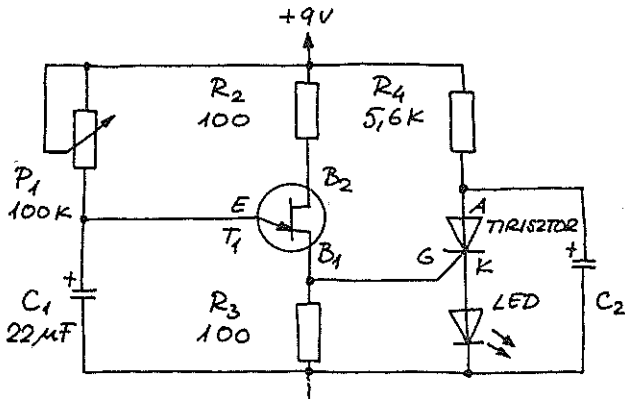 +9V
R2
100
R4
5,6K
P1
100K
E
T1
B2
B1
A
TIRISZTOR
G
K
+
C1
22µF
R3
100
LED
+
C2